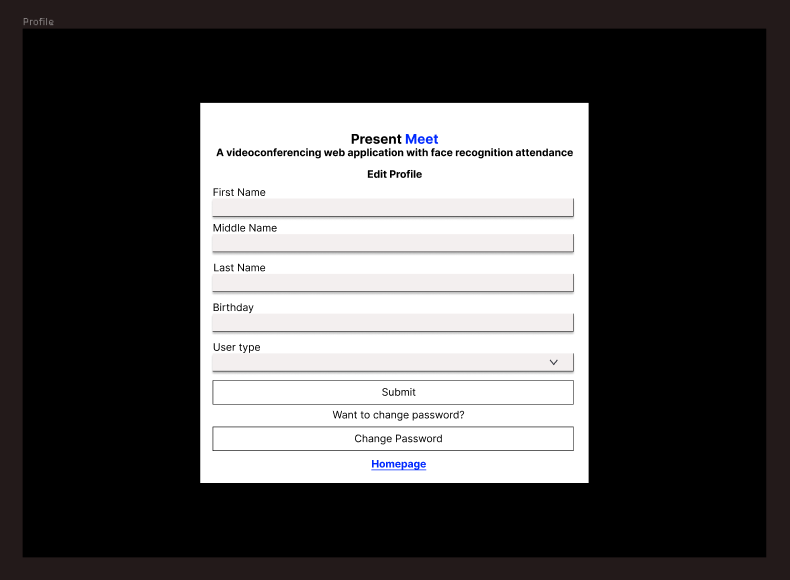 Profile
Present Meet
A videoconferencing web application with face recognition attendance
Edit Profile
First Name
Middle Name
Last Name
Birthday
User type
Submit
Want to change password?
Change Password
Homepage